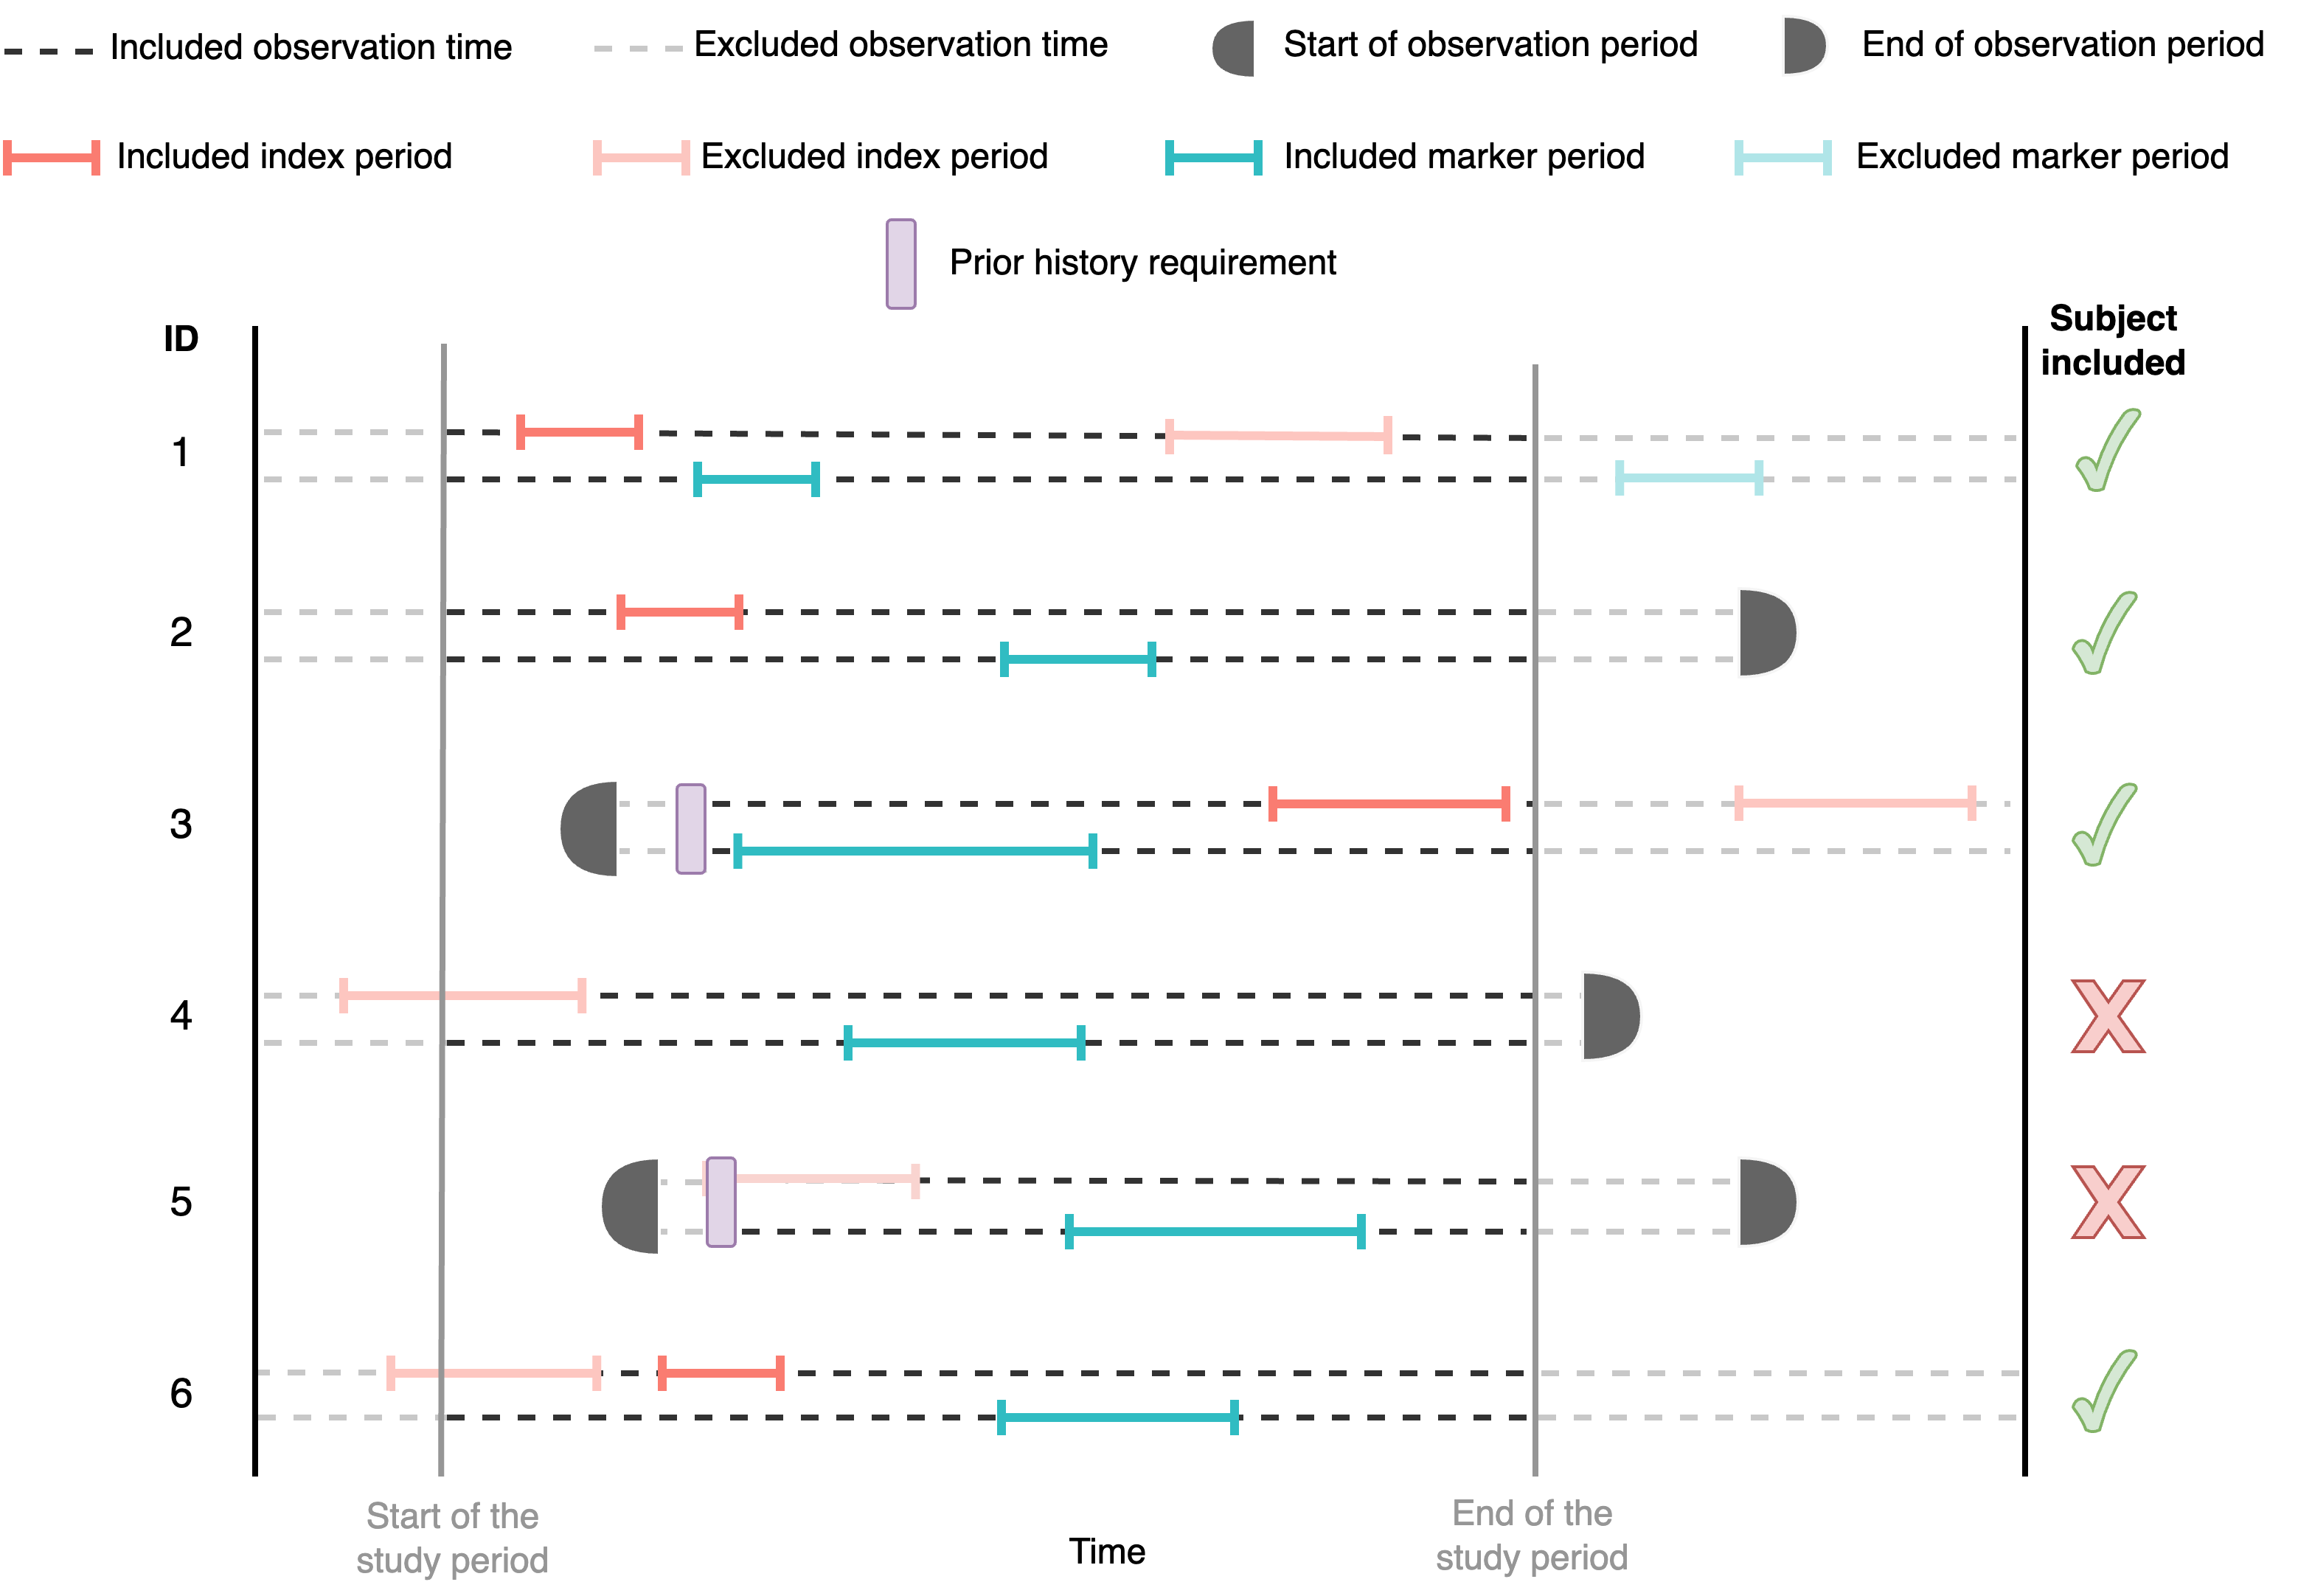 Included observation time
Excluded observation time
Start of observation period
End of observation period
Included index period
Excluded index period
Included marker period
Excluded marker period
Prior history requirement
ID
Subject
included
1
2
3
4
5
6
Start of the
study period
Time
End of the
study period